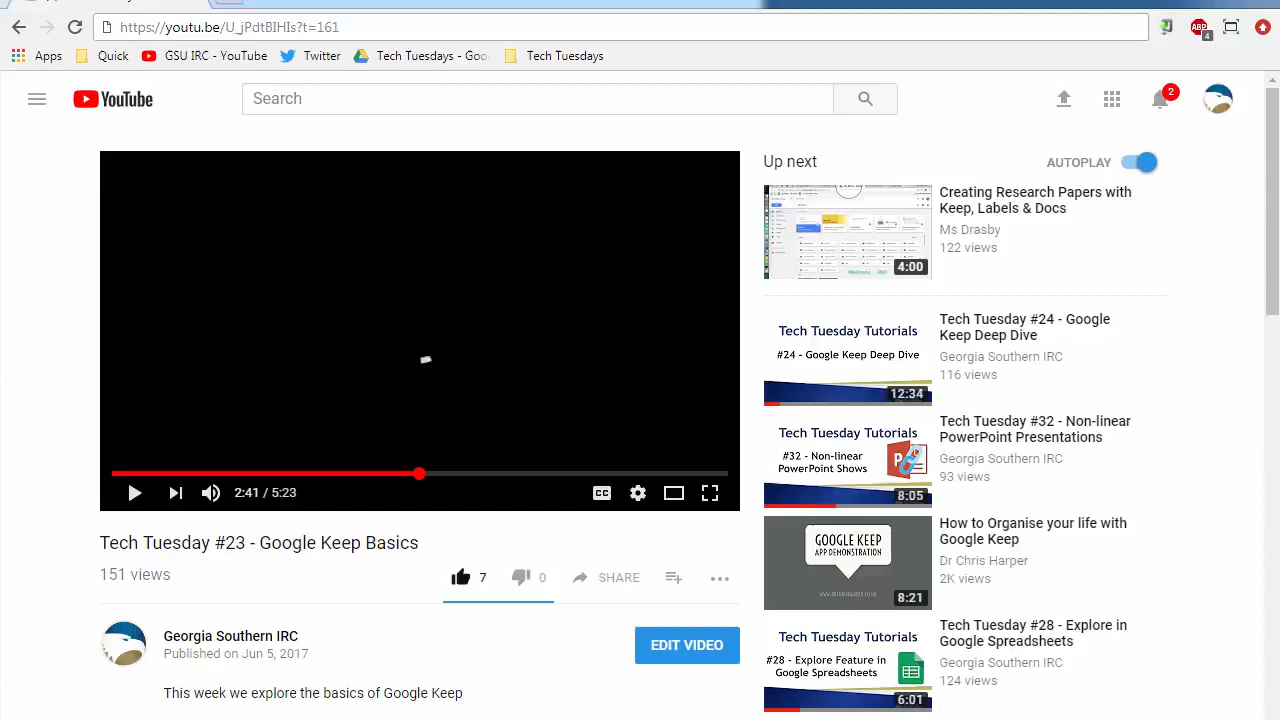 https://youtu.be/U_jPdtBIHIs?t=161
ABP
4
Apps Quick GSU IRC - YouTube Twitter Tech Tuesdays - Goo Tech Tuesdays
YouTube
Search
2
Up next
AUTOPLAY
4:00
Creating Research Papers with
Keep, Labels & Docs
Ms Drasby
122 views
Tech Tuesday Tutorials
#24 - Google Keep Deep Dive
12:34
Tech Tuesday #24 - Google
Keep Deep Dive
Georgia Southern IRC
116 views
Tech Tuesday Tutorials
#32 - Non-linear
PowerPoint Shows
8:05
Tech Tuesday #32 - Non-linear
PowerPoint Presentations
Georgia Southern IRC
93 views
GOOGLE KEEP
APP DEMONSTRATION
8:21
How to Organise your life with
Google Keep
Dr Chris Harper
2K views
Tech Tuesday Tutorials
#28 - Explore Feature in
Google Spreadsheets
6:01
Tech Tuesday #28 - Explore in
Google Spreadsheets
Georgia Southern IRC
124 views
2:41 / 5:23
CC
Tech Tuesday #23 - Google Keep Basics
151 views
7 0 SHARE
eorgia Southern IRC
Published on Jun 5, 2017
EDIT VIDEO
This week we explore the basics of Google Keep